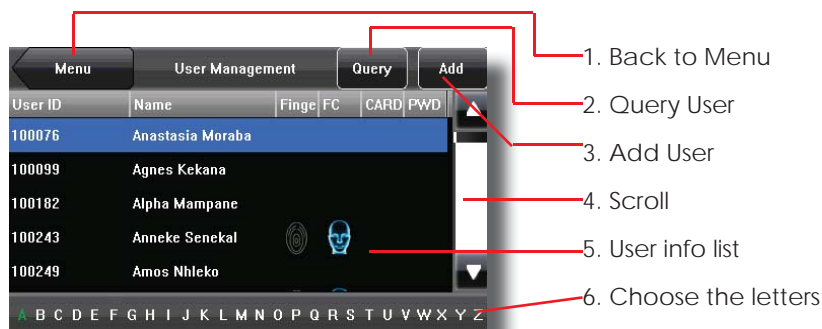 Menu User Management Query Add
User ID Name Finge FC CARD PWD
100076 Anastasia Moraba
100099 Agnes Kekana
100182 Alpha Mampane
100243 Anneke Senekal
100249 Amos Nhleko
A B C D E F G H I J K L M N O P Q R S T U V W X Y Z
1. Back to Menu
2. Query User
3. Add User
4. Scroll
5. User info list
6. Choose the letters